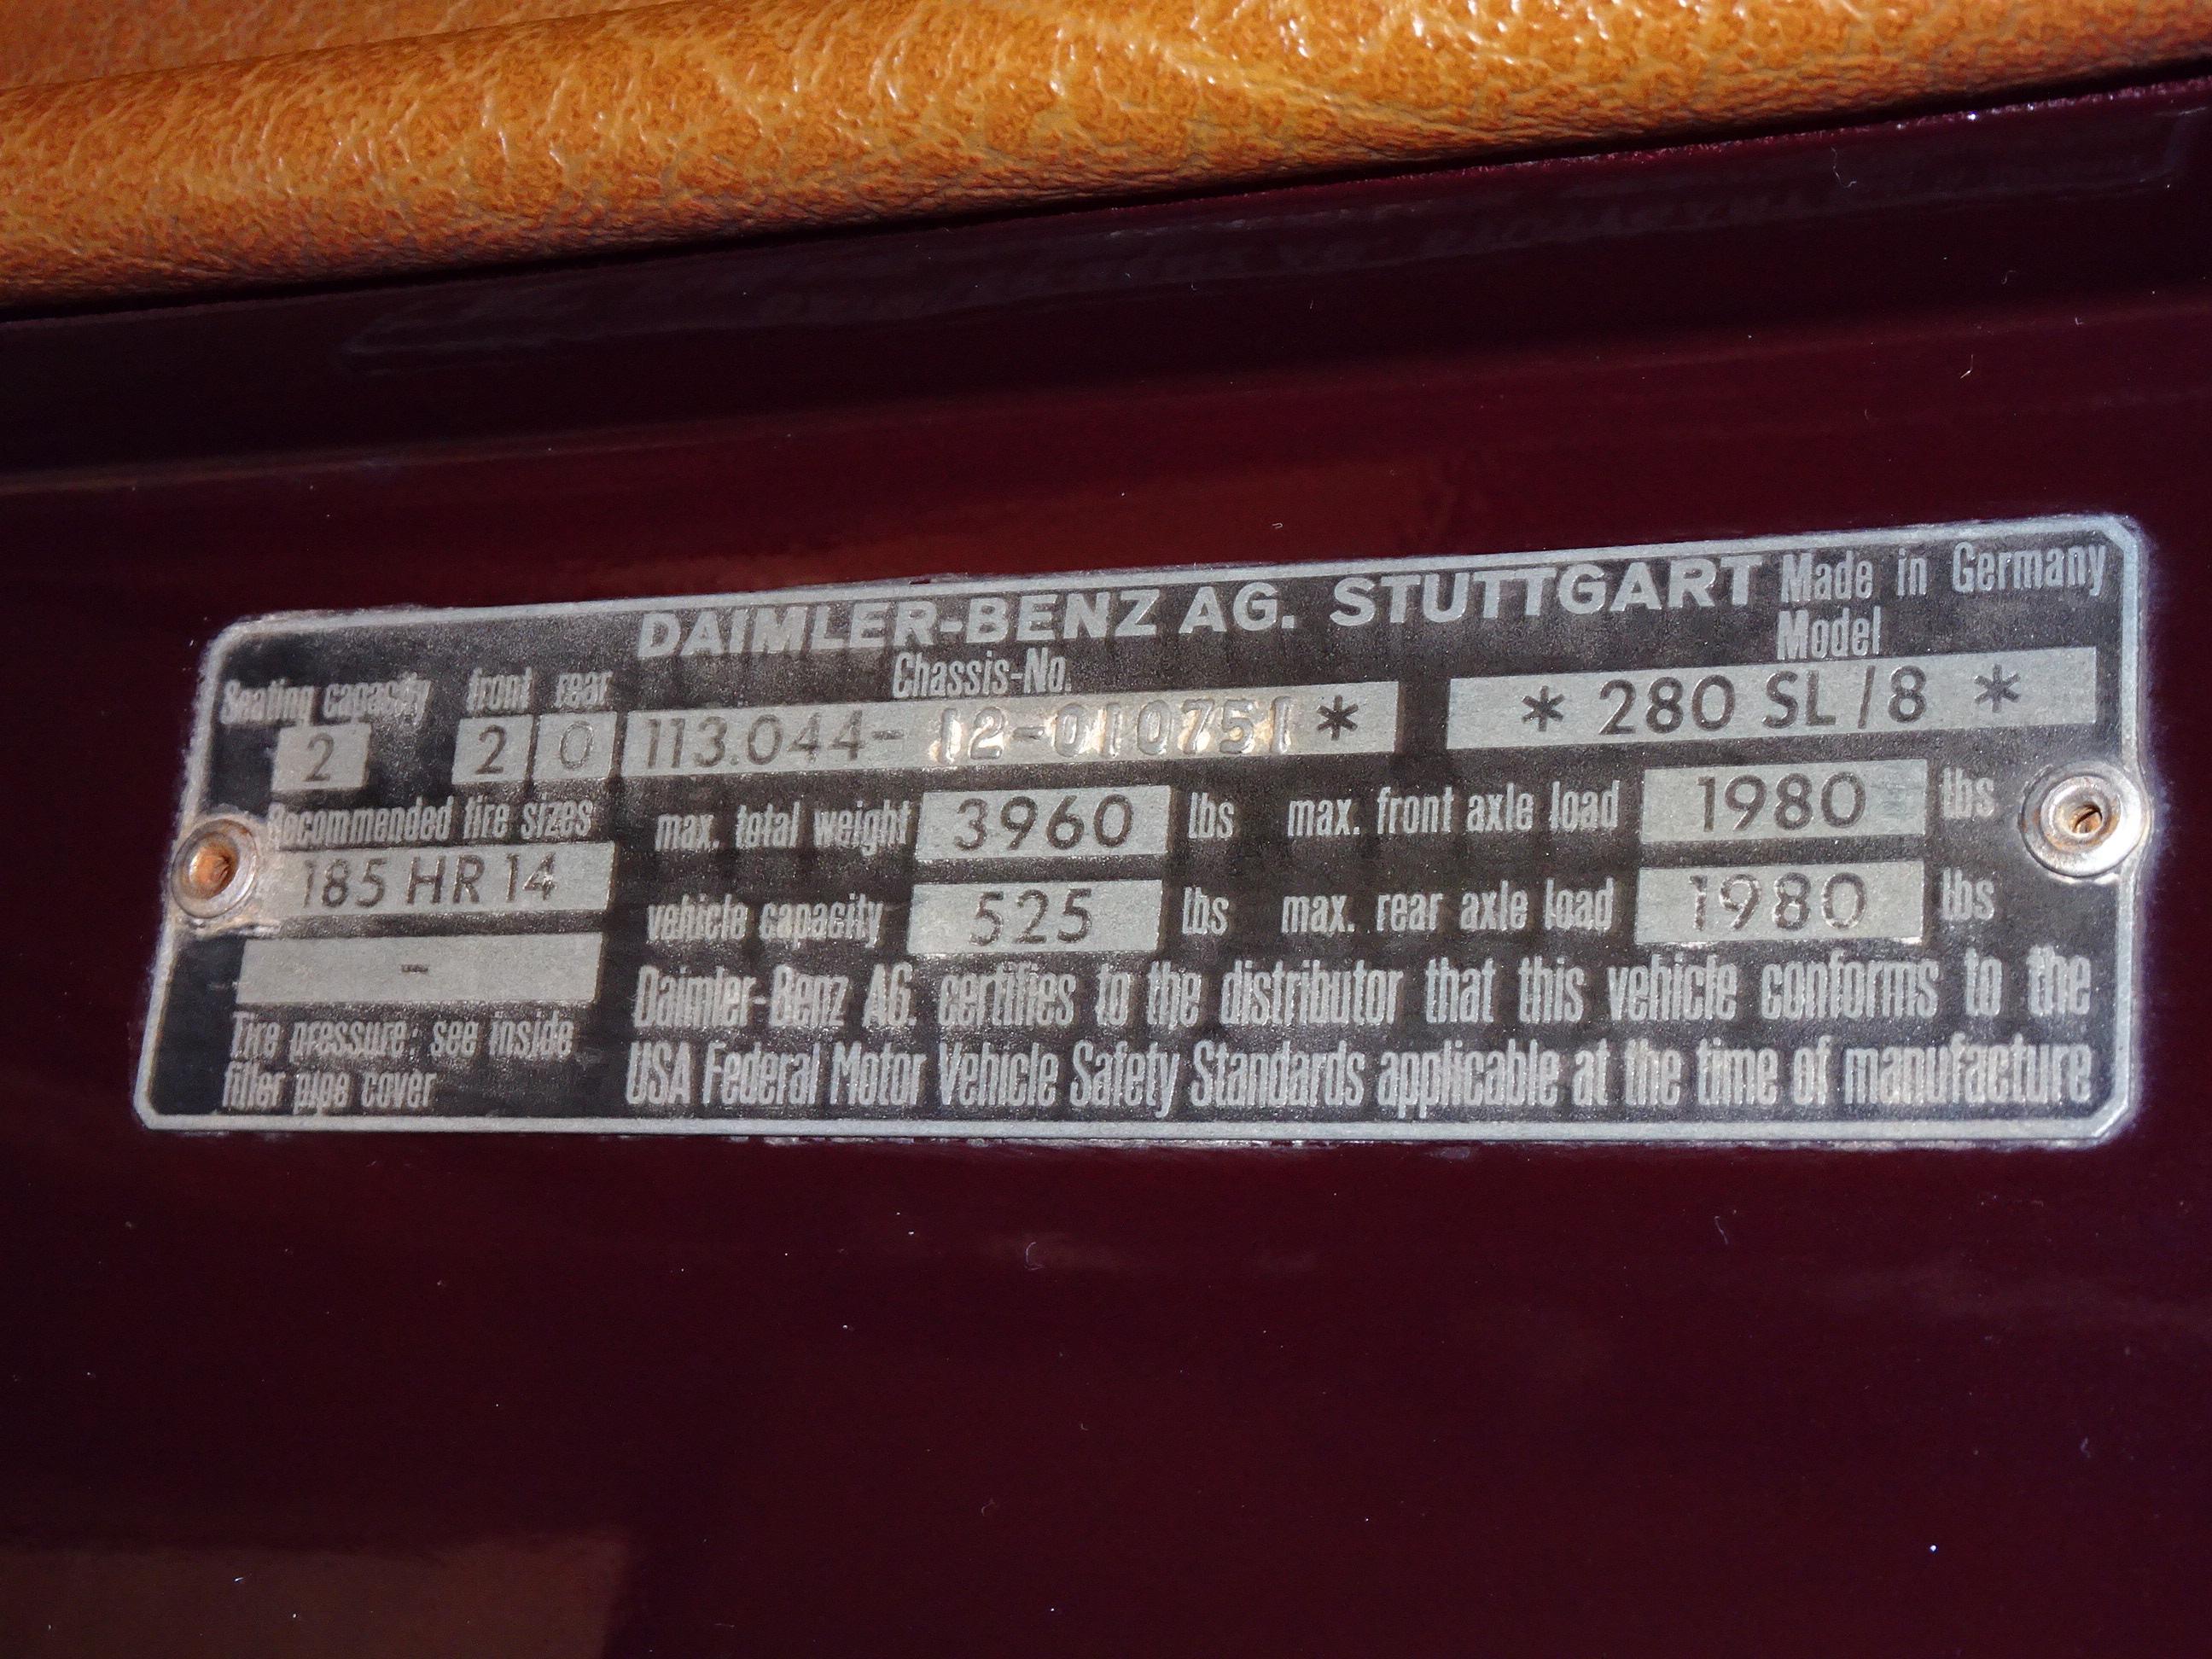 DAIMLER-BENZ AG. STUTTGART Made in Germany
Seating capacity front rear Chassis-No. Model
2 2 0 113.044-12-010751* * 280 SL/8 *
Recommended tire sizes max. total weight 3960 lbs max. front axle load 1980 lbs
185 HR 14 vehicle capacity 525 lbs max. rear axle load 1980 lbs
- Daimler-Benz AG. certifies to the distributor that this vehicle conforms to the
Tire pressure: see inside USA Federal Motor Vehicle Safety Standards applicable at the time of manufacture
filler pipe cover